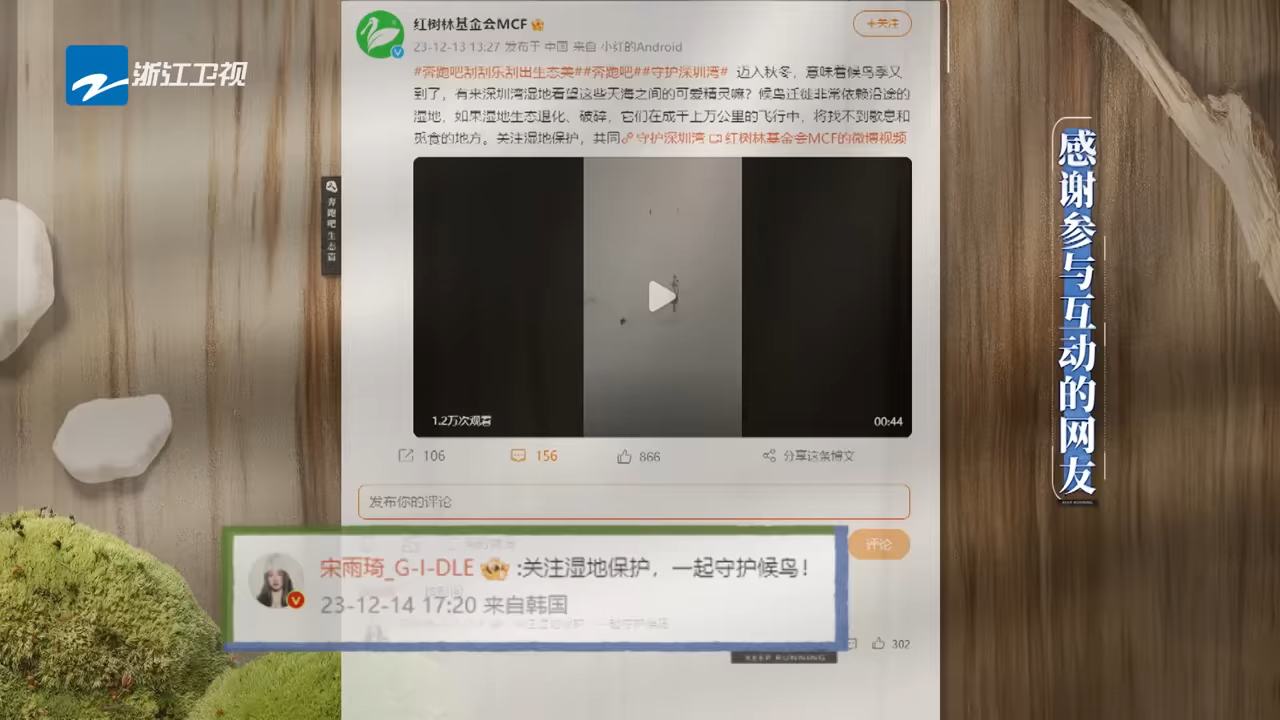 浙江卫视
红树林基金会MCF
+关注
23-12-13 13:27 发布于 中国 来自 小红的Android
#奔跑吧刮刮乐刮出生态美##奔跑吧##守护深圳湾# 迈入秋冬，意味着候鸟季又
到了，有来深圳湾湿地看望这些天海之间的可爱精灵嘛？候鸟迁徙非常依赖沿途的
湿地，如果湿地生态退化、破碎，它们在成千上万公里的飞行中，将找不到歇息和
觅食的地方。关注湿地保护，共同守护深圳湾 红树林基金会MCF的微博视频
奔跑吧生态篇
1.2万次观看
00:44
106
156
866
分享这条博文
发布你的评论
评论
宋雨琦_G-I-DLE :关注湿地保护，一起守护候鸟！
23-12-14 17:20 来自韩国
302
KEEP RUNNING
感谢参与互动的网友